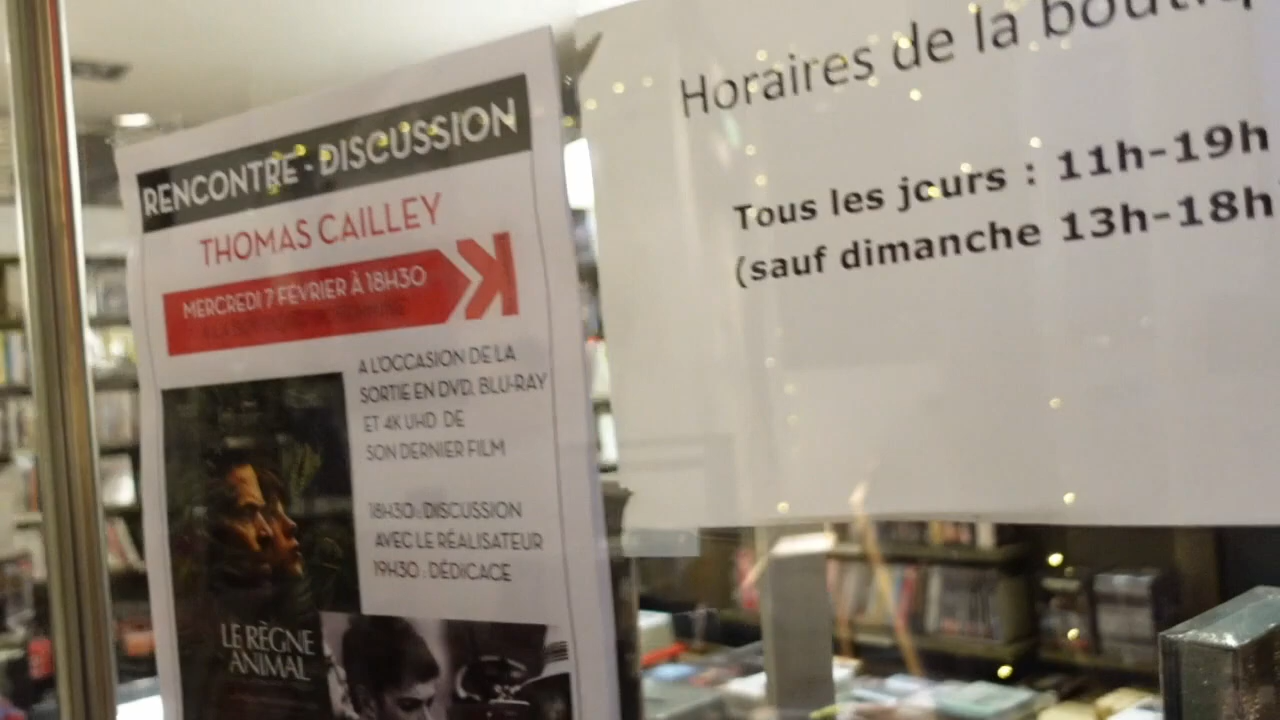 RENCONTRE - DISCUSSION
THOMAS CAILLEY
MERCREDI 7 FÉVRIER À 18H30
A L'OCCASION DE LA
SORTIE EN DVD, BLU-RAY
ET 4K UHD DE
SON DERNIER FILM
18H30 : DISCUSSION
AVEC LE RÉALISATEUR
19H30 : DÉDICACE
LE RÈGNE
ANIMAL
Horaires de la
Tous les jours : 11h-19h
(sauf dimanche 13h-18h